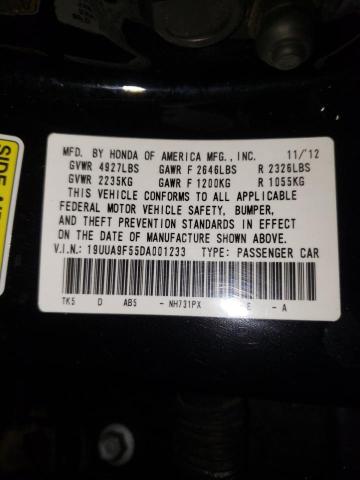 MFD. BY HONDA OF AMERICA MFG., INC. 11/'12
GVWR 4927LBS GAWR F 2646LBS R 2326LBS
GVWR 2235KG GAWR F 1200KG R 1055KG
THIS VEHICLE CONFORMS TO ALL APPLICABLE
FEDERAL MOTOR VEHICLE SAFETY, BUMPER,
AND THEFT PREVENTION STANDARDS IN EFFECT
ON THE DATE OF MANUFACTURE SHOWN ABOVE.
V.I.N.: 19UUA9F55DA001233 TYPE: PASSENGER CAR
TK5 D AB5 - NH731PX E - A
SIDE